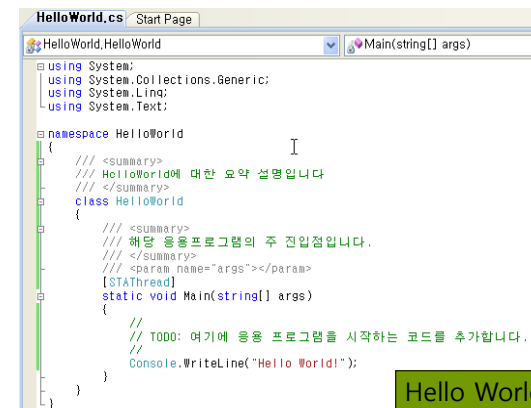 HelloWorld.cs Start Page
HelloWorld.HelloWorld Main(string[] args)
using System;
using System.Collections.Generic;
using System.Linq;
using System.Text;
namespace HelloWorld
{
/// <summary>
/// HelloWorld에 대한 요약 설명입니다
/// </summary>
class HelloWorld
{
/// <summary>
/// 해당 응용프로그램의 주 진입점입니다.
/// </summary>
/// <param name="args"></param>
[STAThread]
static void Main(string[] args)
{
//
// TODO: 여기에 응용 프로그램을 시작하는 코드를 추가합니다.
//
Console.WriteLine("Hello World!");
}
}
}
Hello